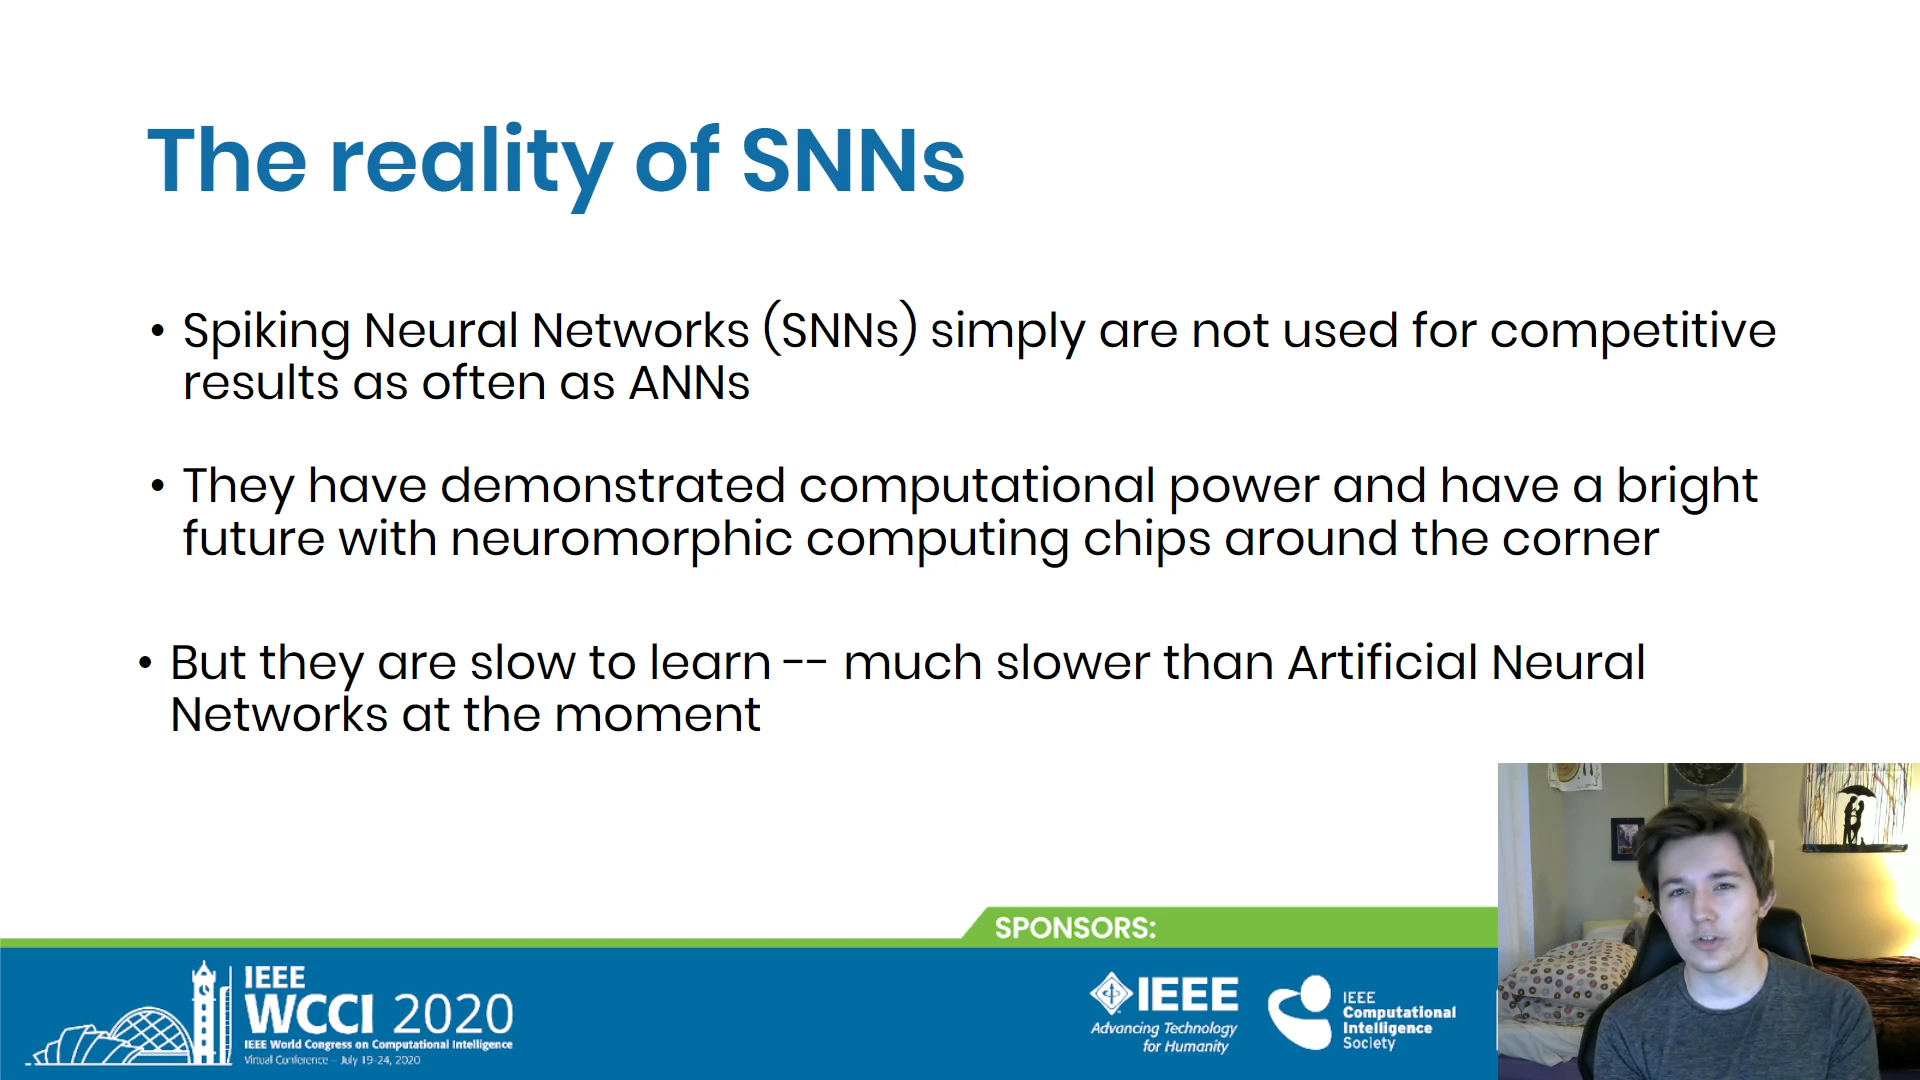 The reality of SNNs
• Spiking Neural Networks (SNNs) simply are not used for competitive
results as often as ANNs
• They have demonstrated computational power and have a bright
future with neuromorphic computing chips around the corner
• But they are slow to learn -- much slower than Artificial Neural
Networks at the moment
SPONSORS:
IEEE
WCCI 2020
IEEE World Congress on Computational Intelligence
Virtual Conference – July 19-24, 2020
IEEE
Advancing Technology
for Humanity
IEEE
Computational
Intelligence
Society